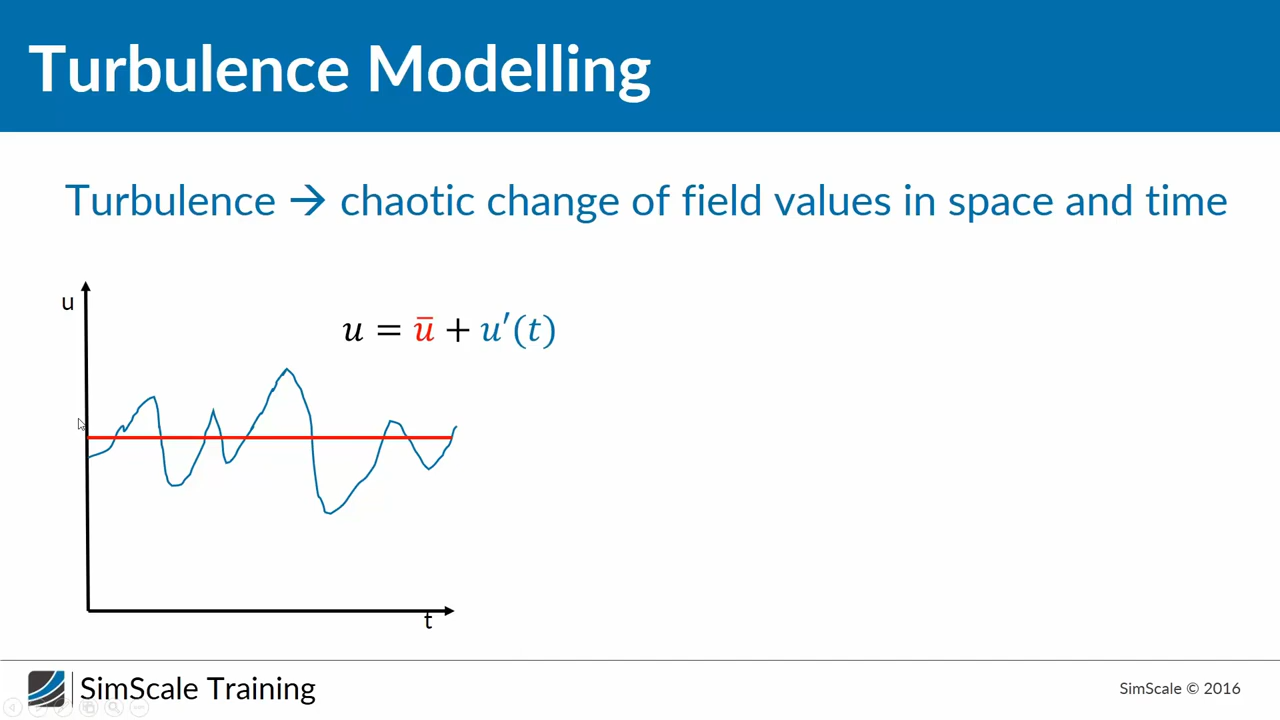 Turbulence Modelling
Turbulence → chaotic change of field values in space and time
u
u = ū + u′(t)
t
SimScale Training
SimScale © 2016